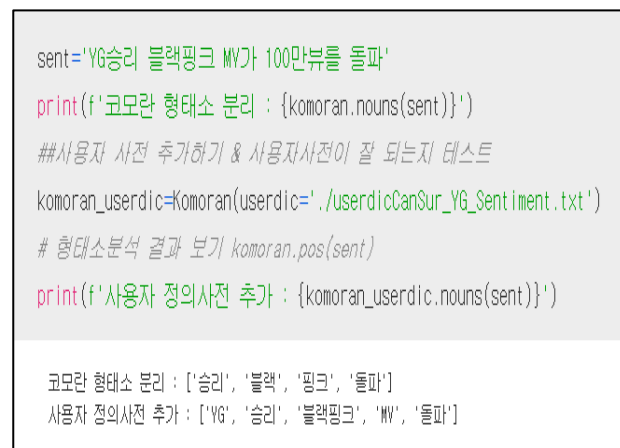 sent='YG승리 블랙핑크 MV가 100만뷰를 돌파'
print(f'코모란 형태소 분리 : {komoran.nouns(sent)}')
##사용자 사전 추가하기 & 사용자사전이 잘 되는지 테스트
komoran_userdic=Komoran(userdic='./userdicCanSur_YG_Sentiment.txt')
# 형태소분석 결과 보기 komoran.pos(sent)
print(f'사용자 정의사전 추가 : {komoran_userdic.nouns(sent)}')
코모란 형태소 분리 : ['승리', '블랙', '핑크', '돌파']
사용자 정의사전 추가 : ['YG', '승리', '블랙핑크', 'MV', '돌파']